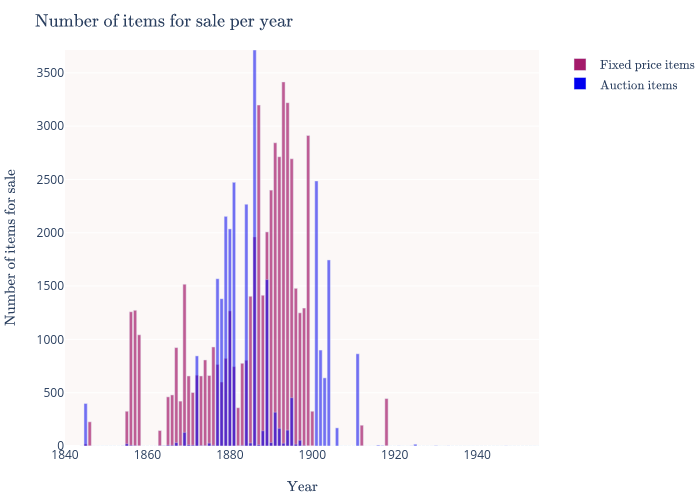 Number of items for sale per year
Fixed price items
Auction items
Number of items for sale
3500
3000
2500
2000
1500
1000
500
0
1840 1860 1880 1900 1920 1940
Year